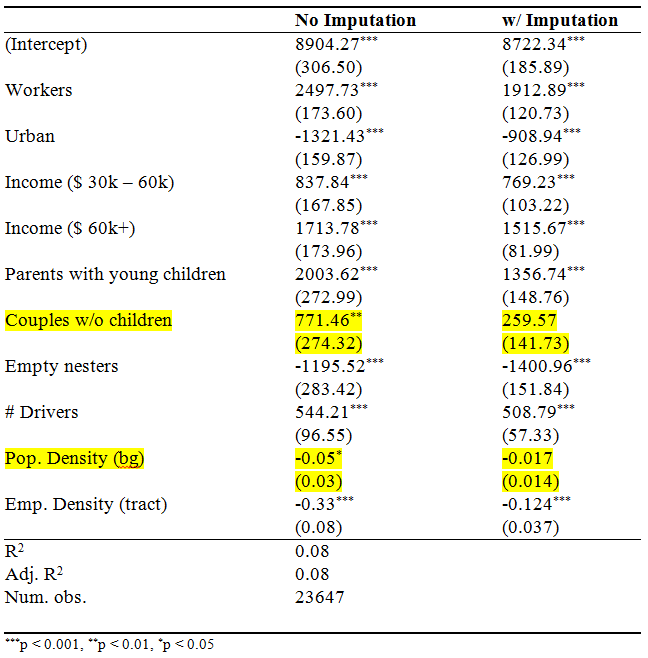 No Imputation w/ Imputation
(Intercept) 8904.27*** 8722.34***
(306.50) (185.89)
Workers 2497.73*** 1912.89***
(173.60) (120.73)
Urban -1321.43*** -908.94***
(159.87) (126.99)
Income ($ 30k – 60k) 837.84*** 769.23***
(167.85) (103.22)
Income ($ 60k+) 1713.78*** 1515.67***
(173.96) (81.99)
Parents with young children 2003.62*** 1356.74***
(272.99) (148.76)
Couples w/o children 771.46** 259.57
(274.32) (141.73)
Empty nesters -1195.52*** -1400.96***
(283.42) (151.84)
# Drivers 544.21*** 508.79***
(96.55) (57.33)
Pop. Density (bg) -0.05* -0.017
(0.03) (0.014)
Emp. Density (tract) -0.33*** -0.124***
(0.08) (0.037)
R² 0.08
Adj. R² 0.08
Num. obs. 23647
***p < 0.001, **p < 0.01, *p < 0.05